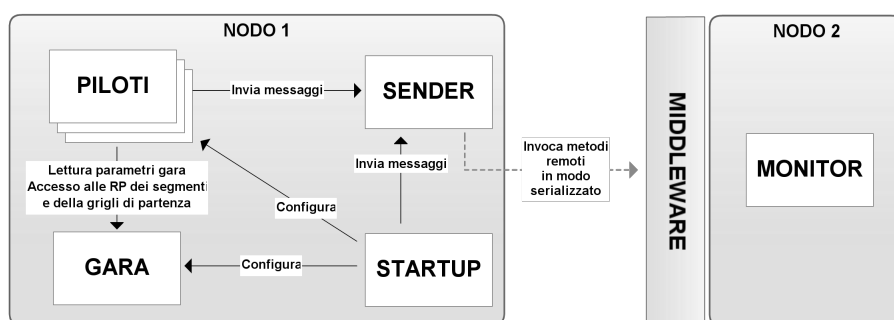 NODO 1
PILOTI
Invia messaggi
SENDER
Lettura parametri gara
Accesso alle RP dei segmenti
e della grigli di partenza
Invia messaggi
Configura
GARA
Configura
STARTUP
Invoca metodi
remoti
in modo
serializzato
MIDDLEWARE
NODO 2
MONITOR